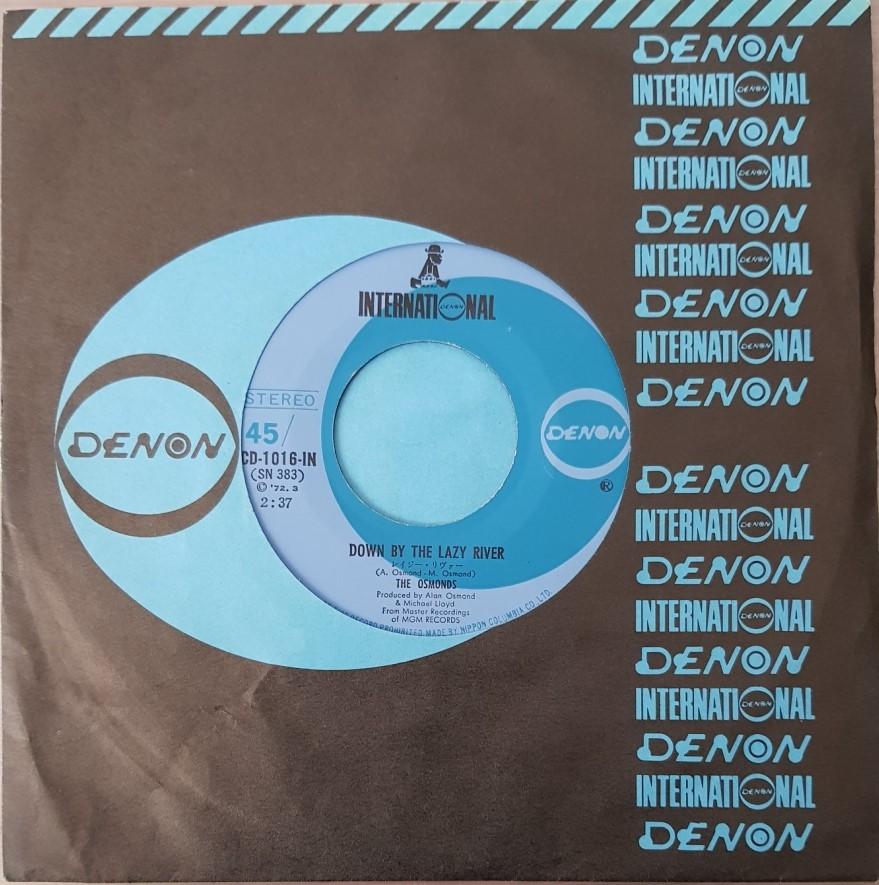 DENON
INTERNATIONAL
DENON
INTERNATIONAL
DENON
INTERNATIONAL
DENON
INTERNATIONAL
DENON
DENON
INTERNATIONAL
DENON
INTERNATIONAL
DENON
INTERNATIONAL
DENON
INTERNATIONAL
DENON
DENON
INTERNATIONAL
DENON
STEREO
45/
CD-1016-IN
(SN 383)
© '72. 3
2:37
DENON
®
DOWN BY THE LAZY RIVER
レイジー・リヴァー
(A. Osmond - M. Osmond)
THE OSMONDS
Produced by Alan Osmond
& Michael Lloyd
From Master Recordings
of MGM RECORDS
RECORD PROHIBITED. MADE BY NIPPON COLUMBIA CO., LTD.